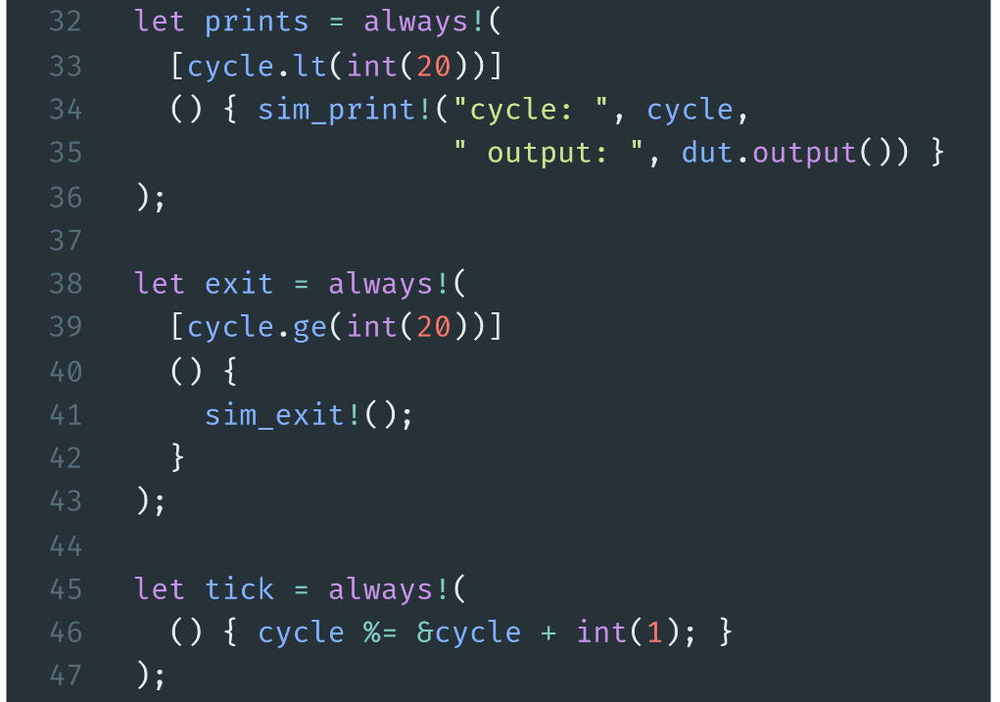 32 let prints = always!(
33 [cycle.lt(int(20))]
34 () { sim_print!("cycle: ", cycle,
35 " output: ", dut.output()) }
36 );
37
38 let exit = always!(
39 [cycle.ge(int(20))]
40 () {
41 sim_exit!();
42 }
43 );
44
45 let tick = always!(
46 () { cycle %= &cycle + int(1); }
47 );